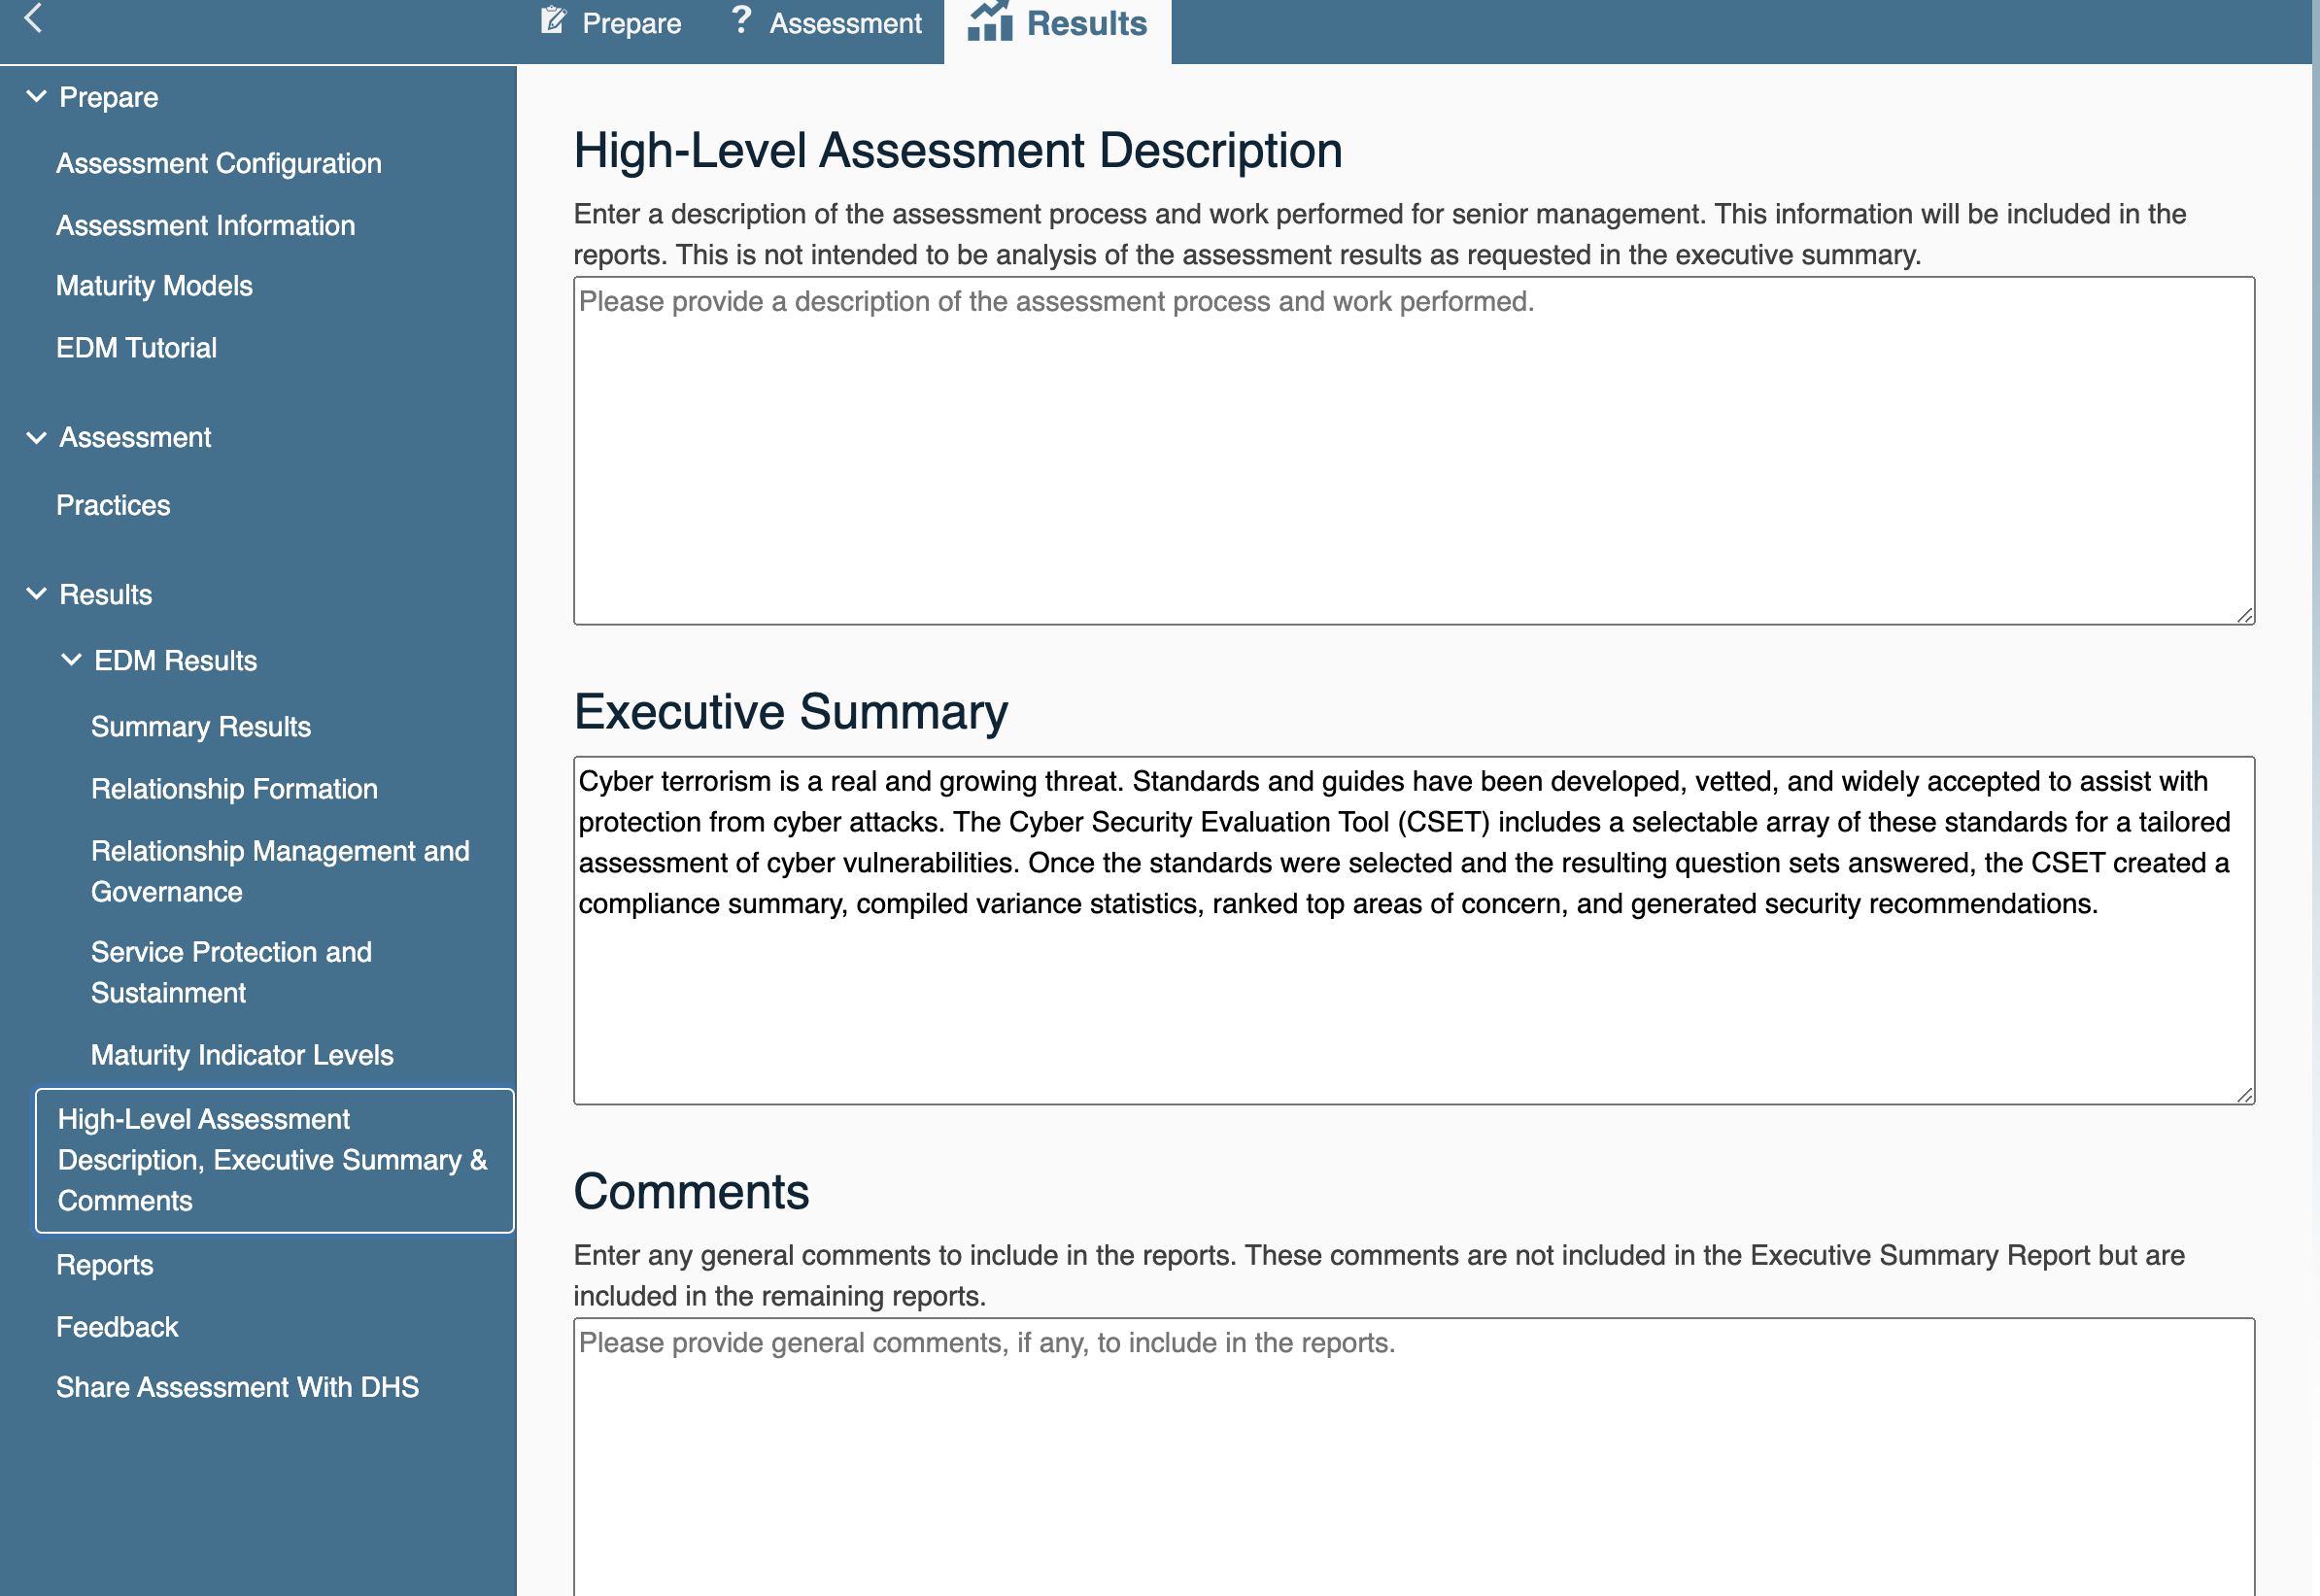 Prepare
? Assessment
Results
Prepare
Assessment Configuration
Assessment Information
Maturity Models
EDM Tutorial
Assessment
Practices
Results
EDM Results
Summary Results
Relationship Formation
Relationship Management and
Governance
Service Protection and
Sustainment
Maturity Indicator Levels
High-Level Assessment
Description, Executive Summary &
Comments
Reports
Feedback
Share Assessment With DHS
High-Level Assessment Description
Enter a description of the assessment process and work performed for senior management. This information will be included in the
reports. This is not intended to be analysis of the assessment results as requested in the executive summary.
Please provide a description of the assessment process and work performed.
Executive Summary
Cyber terrorism is a real and growing threat. Standards and guides have been developed, vetted, and widely accepted to assist with
protection from cyber attacks. The Cyber Security Evaluation Tool (CSET) includes a selectable array of these standards for a tailored
assessment of cyber vulnerabilities. Once the standards were selected and the resulting question sets answered, the CSET created a
compliance summary, compiled variance statistics, ranked top areas of concern, and generated security recommendations.
Comments
Enter any general comments to include in the reports. These comments are not included in the Executive Summary Report but are
included in the remaining reports.
Please provide general comments, if any, to include in the reports.